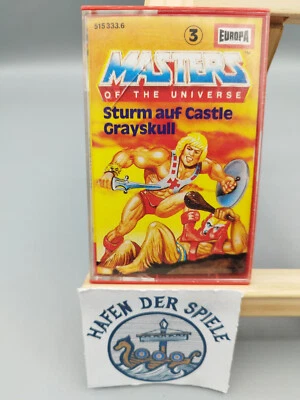 515 333.6
3
EUROPA
MASTERS
OF THE UNIVERSE
Sturm auf Castle
Grayskull
HAFEN DER SPIELE